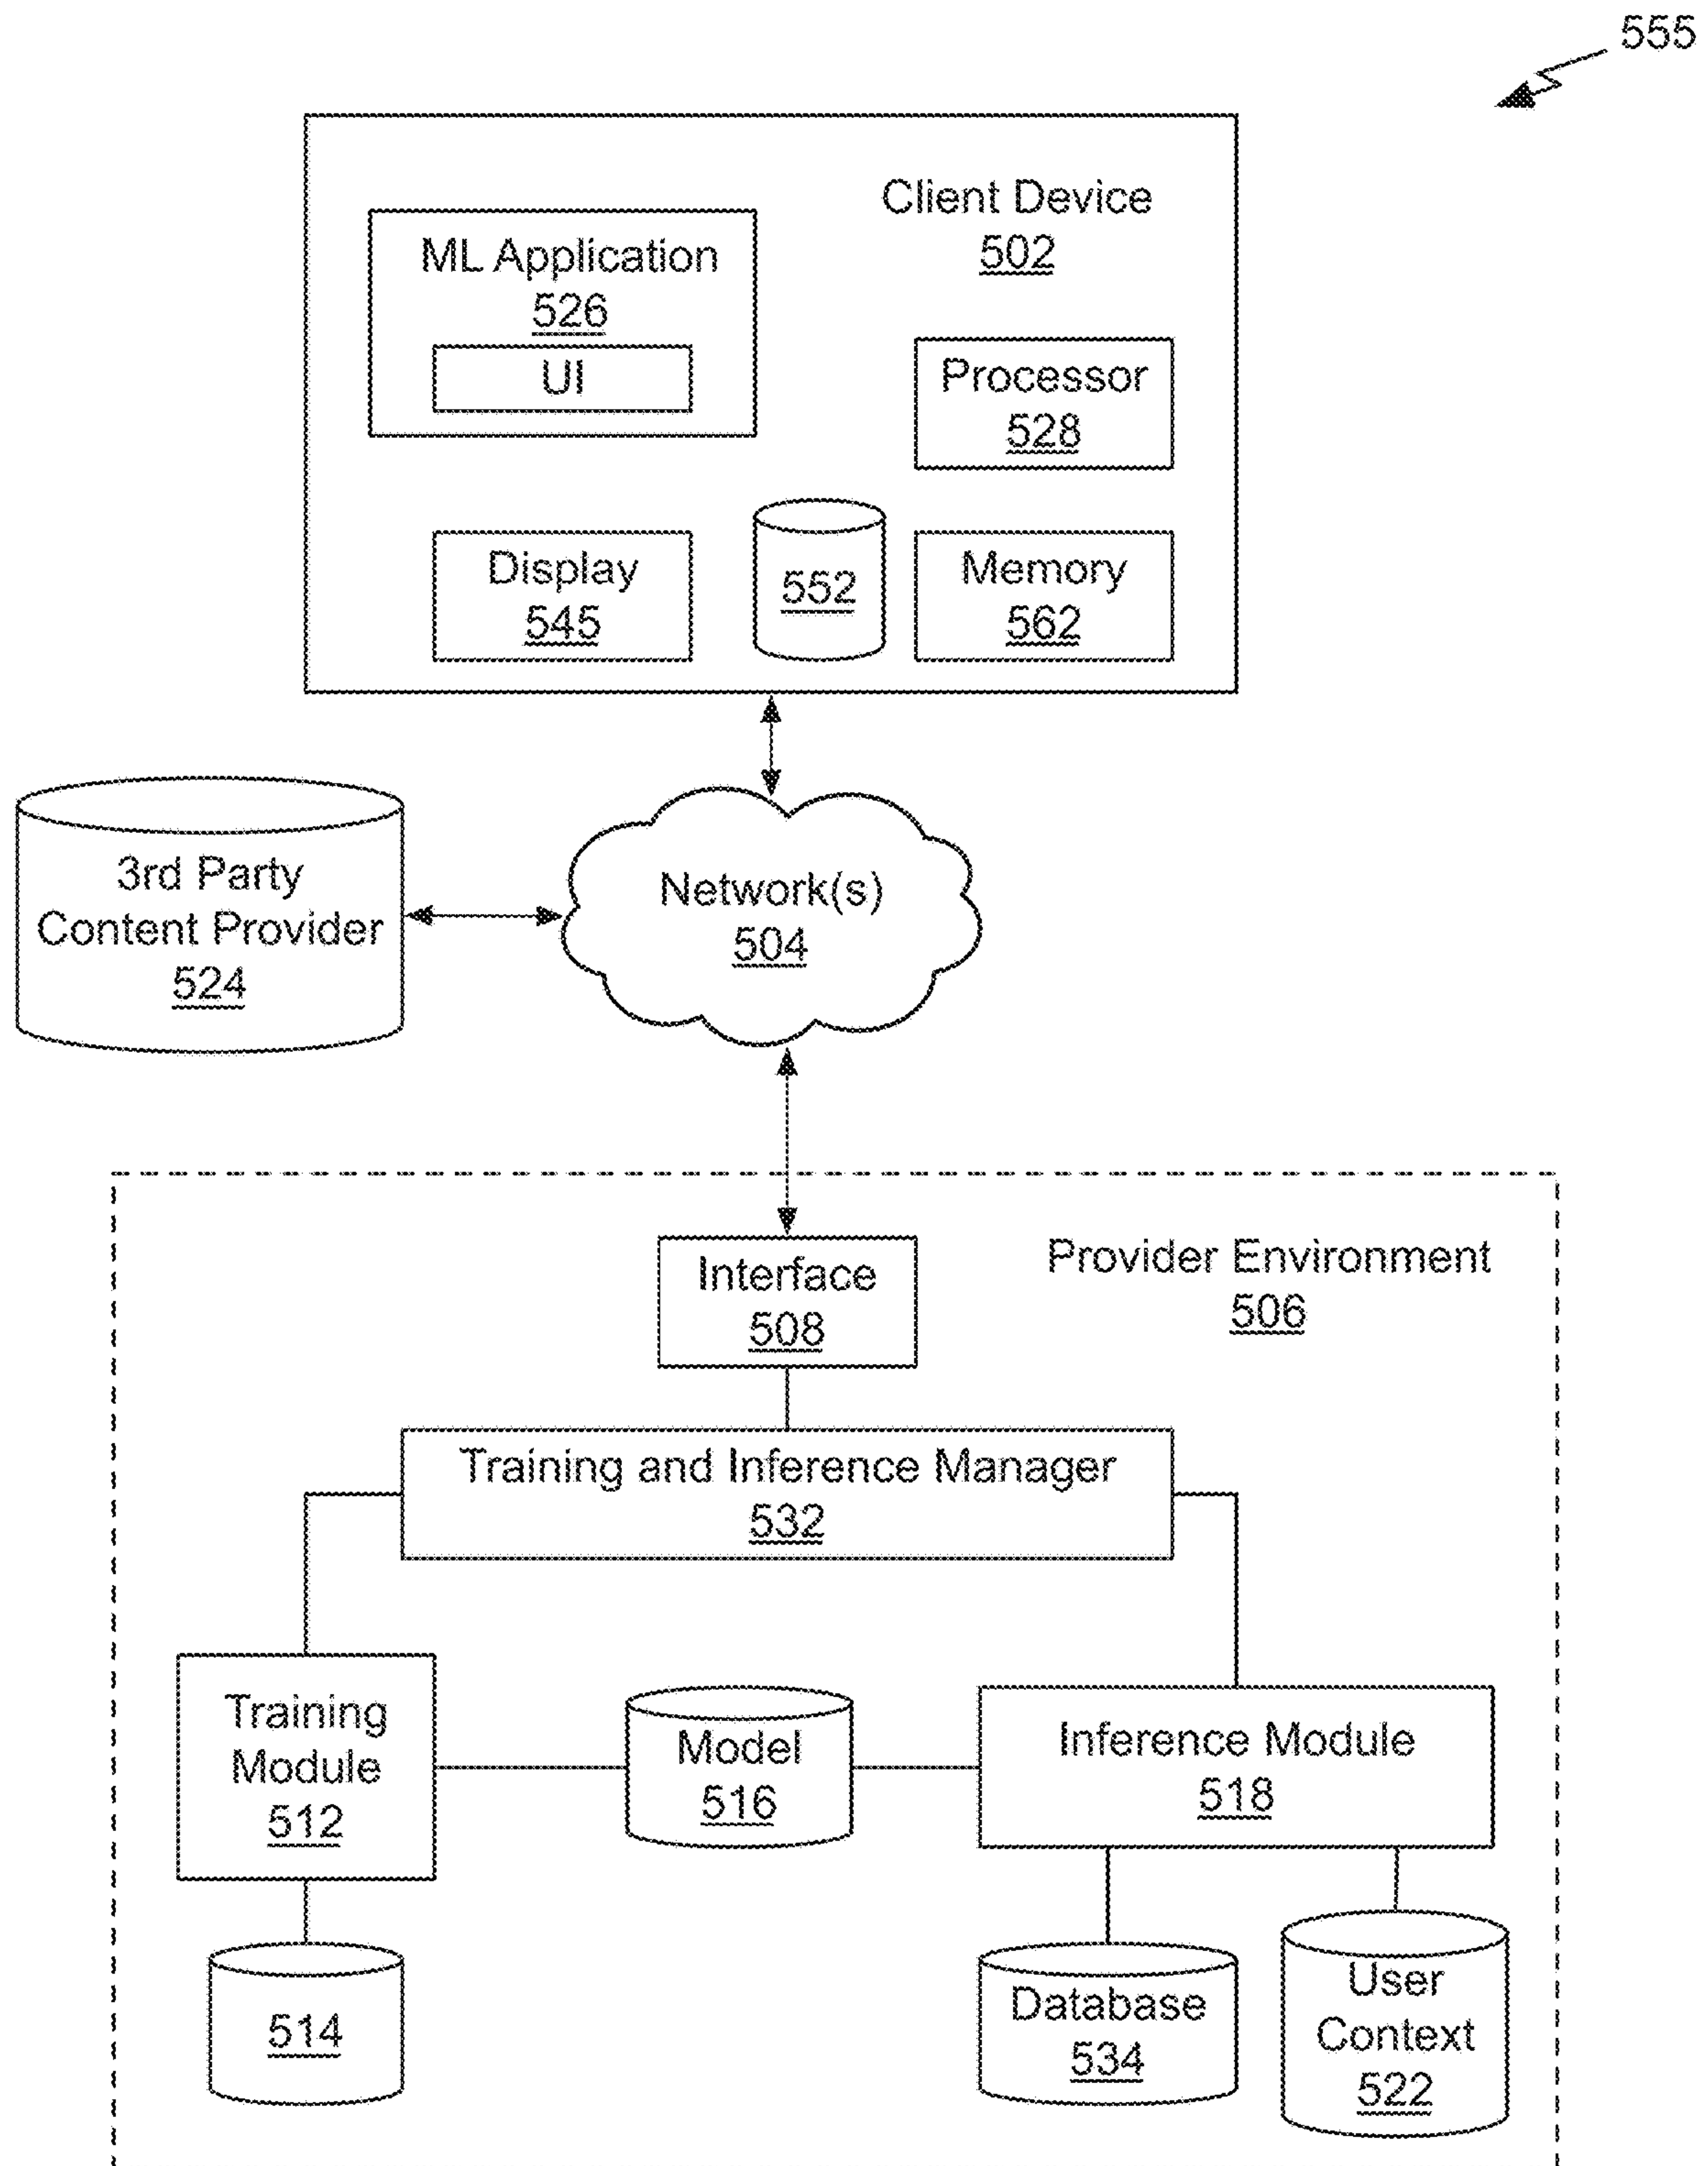 555
Client Device
502
ML Application
526
UI
Processor
528
Display
545
552
Memory
562
3rd Party
Content Provider
524
Network(s)
504
Provider Environment
506
Interface
508
Training and Inference Manager
532
Training
Module
512
Model
516
Inference Module
518
514
Database
534
User
Context
522